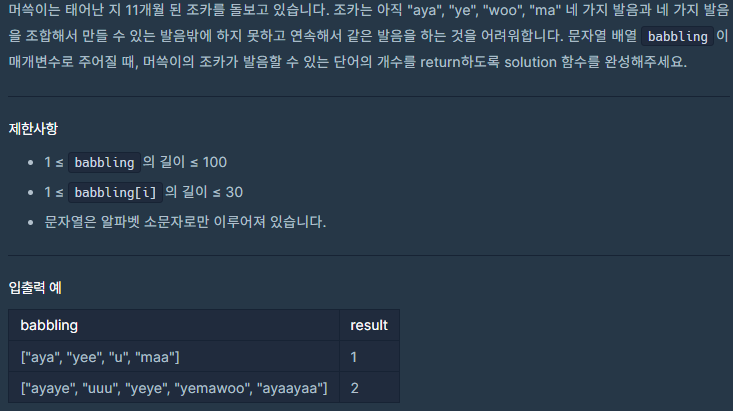 머쓱이는 태어난 지 11개월 된 조카를 돌보고 있습니다. 조카는 아직 "aya", "ye", "woo", "ma" 네 가지 발음과 네 가지 발음
을 조합해서 만들 수 있는 발음밖에 하지 못하고 연속해서 같은 발음을 하는 것을 어려워합니다. 문자열 배열 babbling 이
매개변수로 주어질 때, 머쓱이의 조카가 발음할 수 있는 단어의 개수를 return하도록 solution 함수를 완성해주세요.
제한사항
• 1 ≤ babbling 의 길이 ≤ 100
• 1 ≤ babbling[i] 의 길이 ≤ 30
• 문자열은 알파벳 소문자로만 이루어져 있습니다.
입출력 예
babbling result
["aya", "yee", "u", "maa"] 1
["ayaye", "uuu", "yeye", "yemawoo", "ayaayaa"] 2